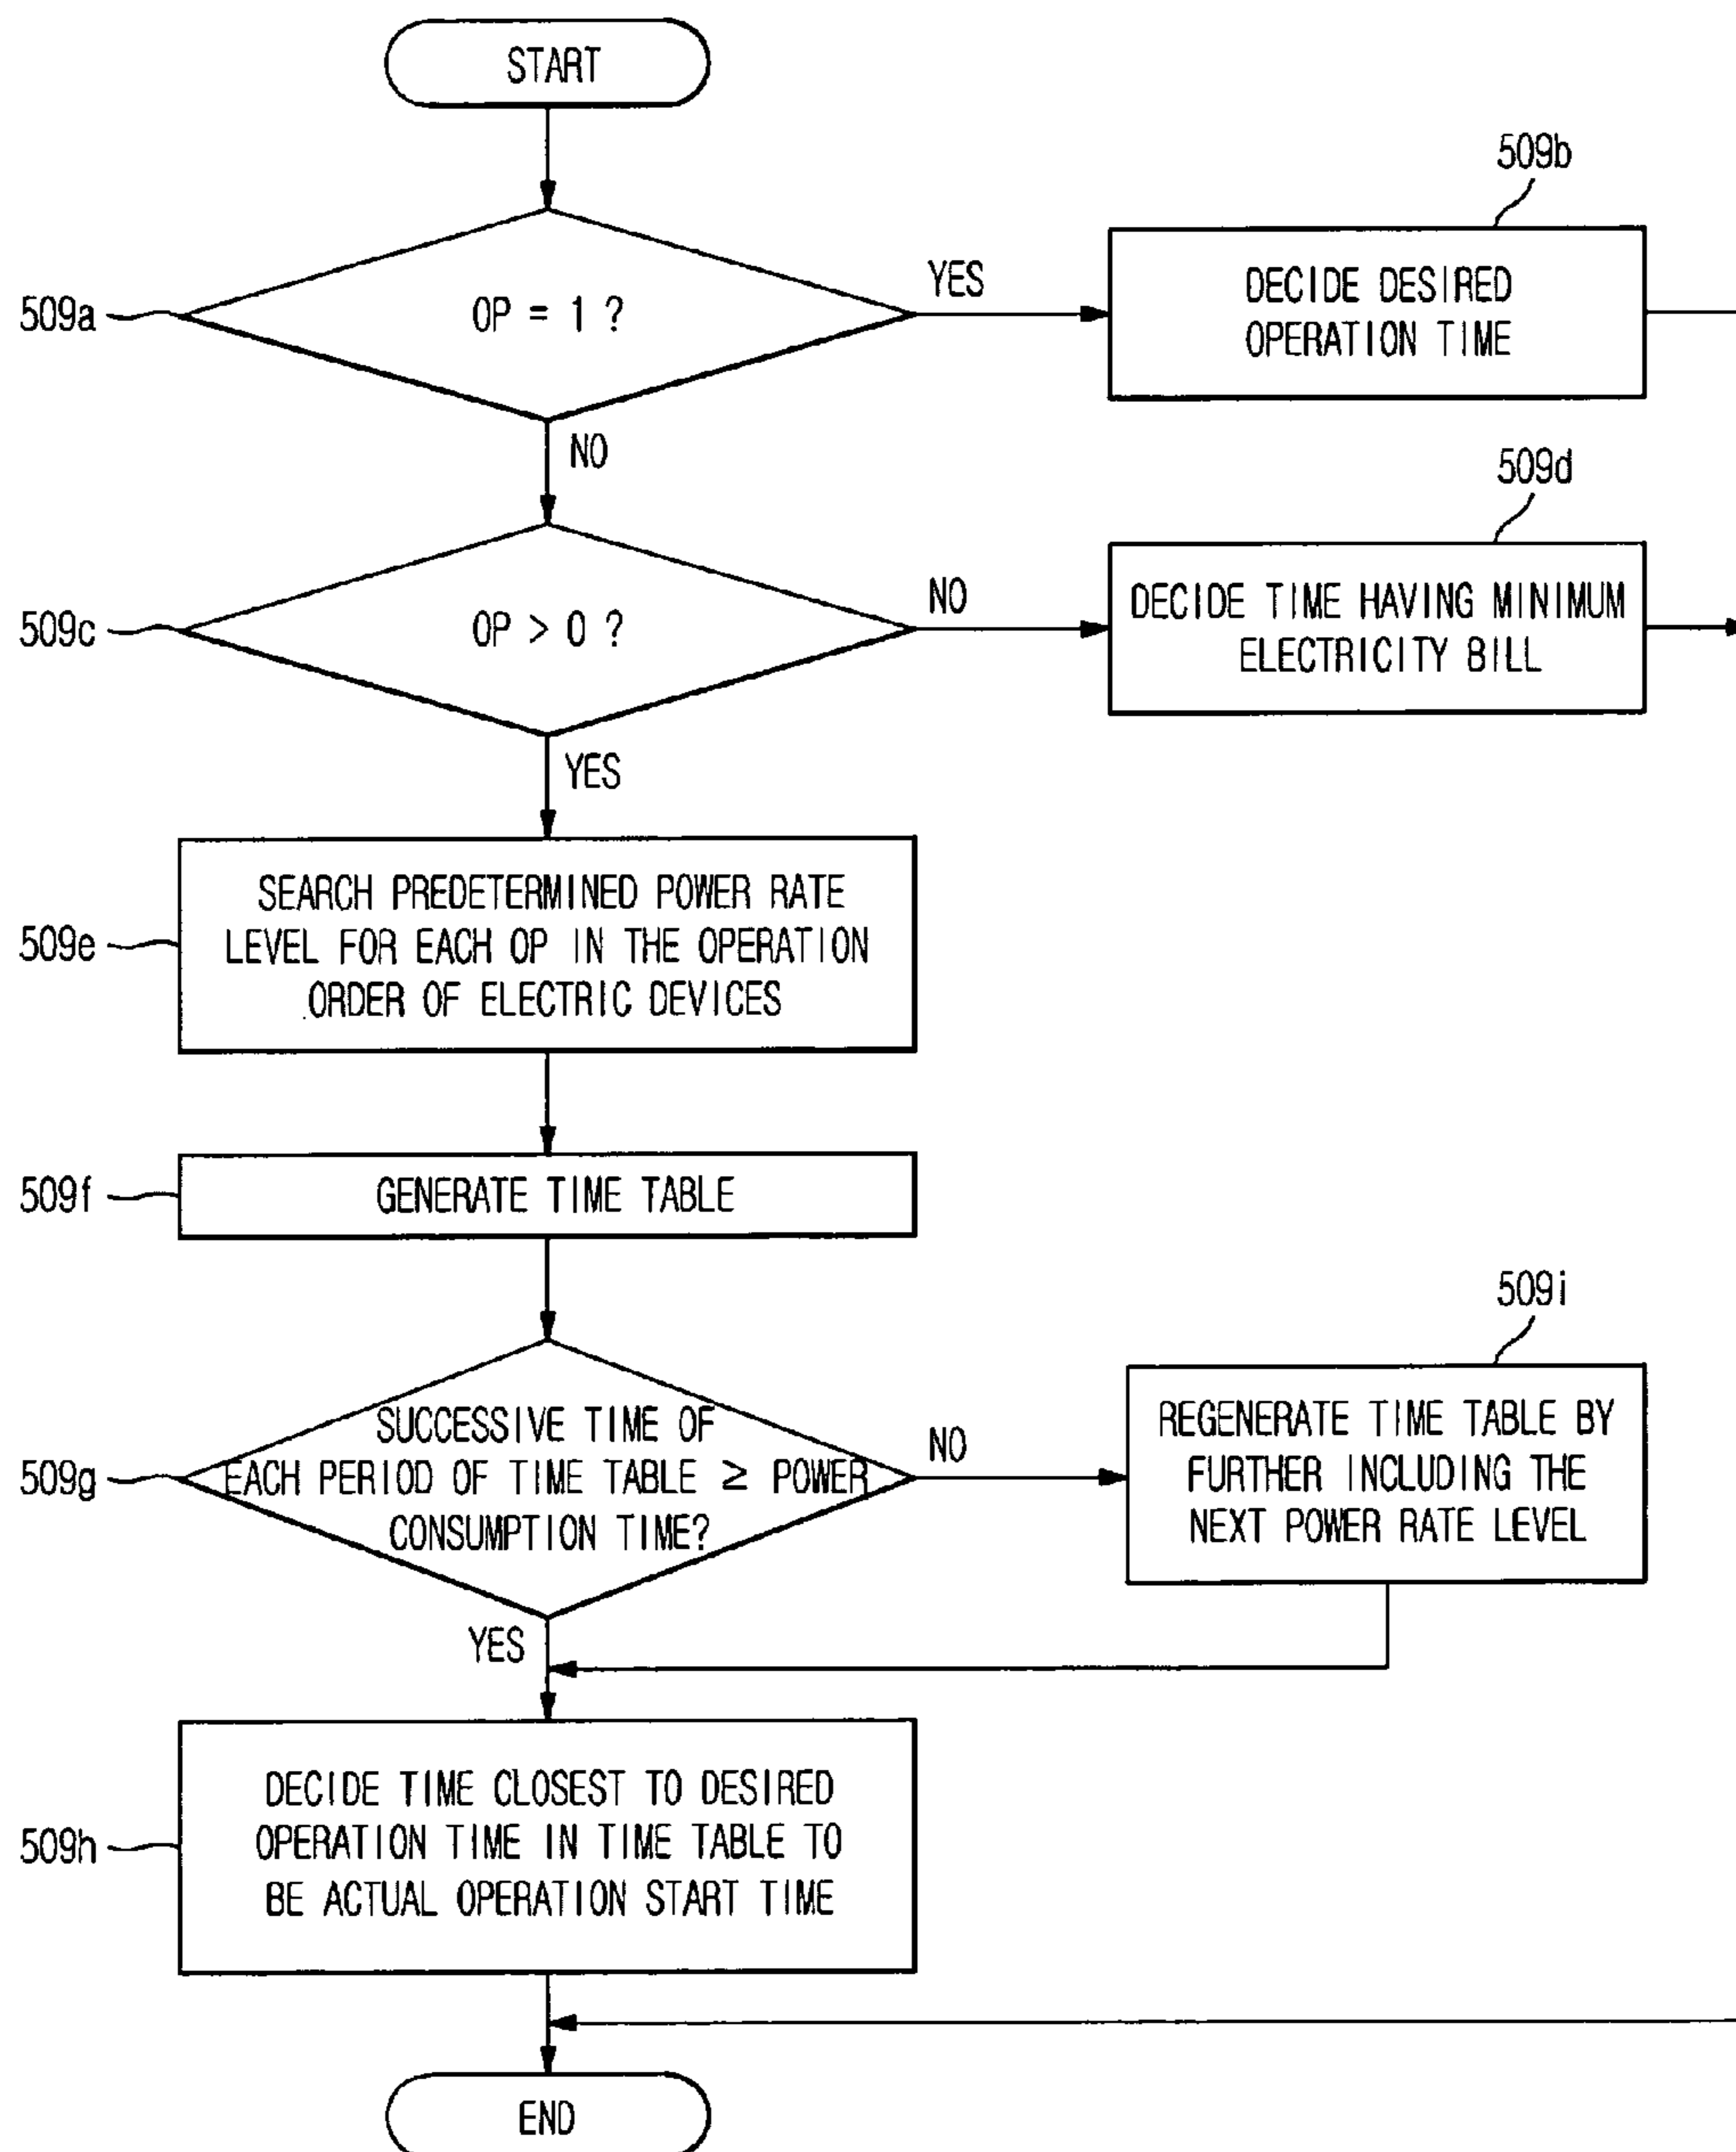 START
509b
509a
OP = 1 ?
YES
DECIDE DESIRED
OPERATION TIME
NO
509d
509c
OP > 0 ?
NO
DECIDE TIME HAVING MINIMUM
ELECTRICITY BILL
YES
509e
SEARCH PREDETERMINED POWER RATE
LEVEL FOR EACH OP IN THE OPERATION
ORDER OF ELECTRIC DEVICES
509f
GENERATE TIME TABLE
509i
509g
SUCCESSIVE TIME OF
EACH PERIOD OF TIME TABLE ≥ POWER
CONSUMPTION TIME?
NO
REGENERATE TIME TABLE BY
FURTHER INCLUDING THE
NEXT POWER RATE LEVEL
YES
509h
DECIDE TIME CLOSEST TO DESIRED
OPERATION TIME IN TIME TABLE TO
BE ACTUAL OPERATION START TIME
END